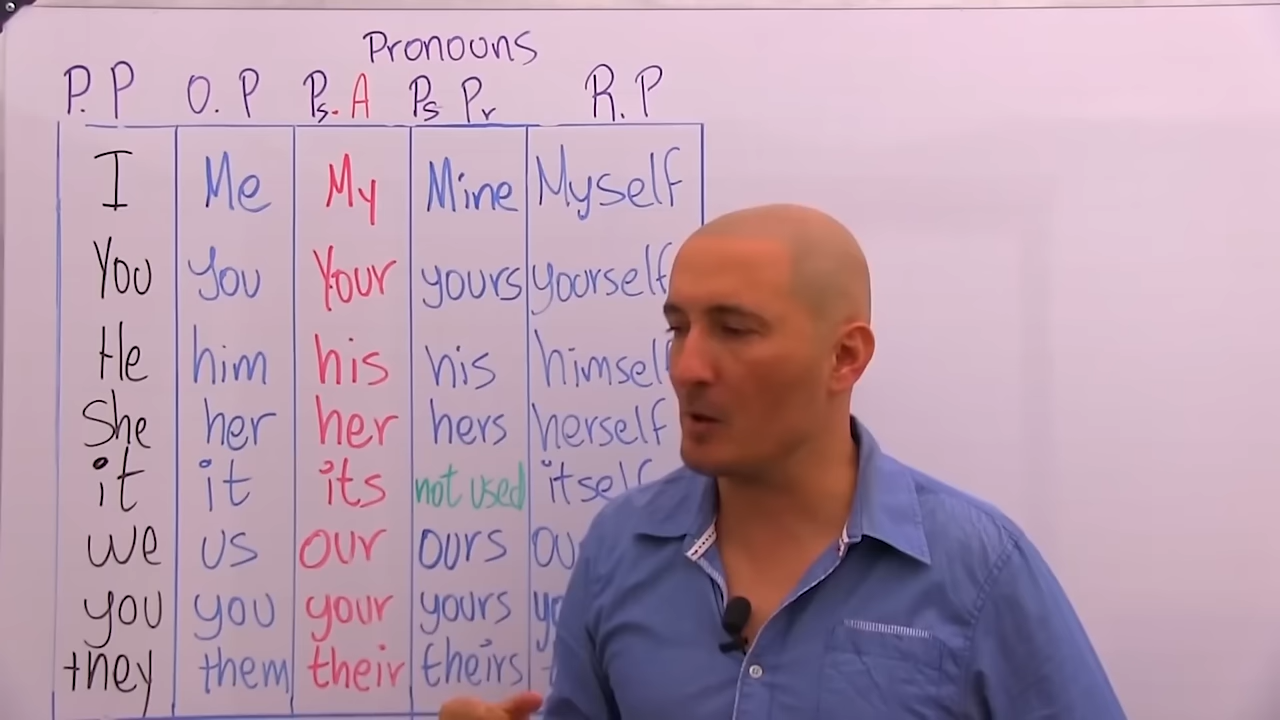 Pronouns
P.P O.P Ps.A Ps Pr R.P
I Me My Mine Myself
You you Your yours yourself
He him his his himsel
She her her hers herself
it it its not used itself
we us our ours ou
you you your yours yo
they them their theirs t